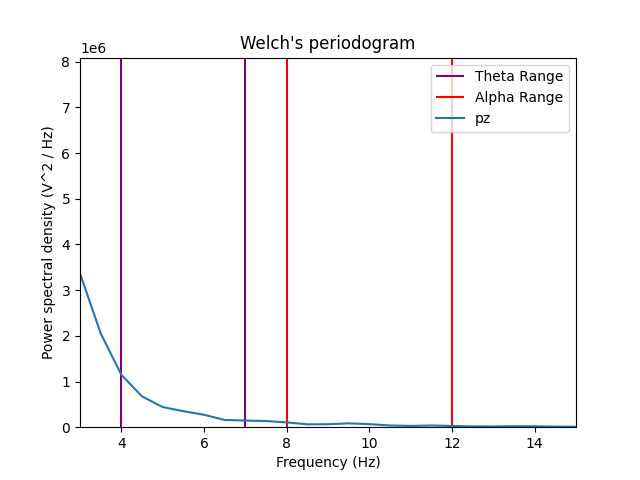 Welch's periodogram
1e6
8
7
6
5
4
3
2
1
0
Power spectral density (V^2 / Hz)
Theta Range
Alpha Range
pz
4 6 8 10 12 14
Frequency (Hz)